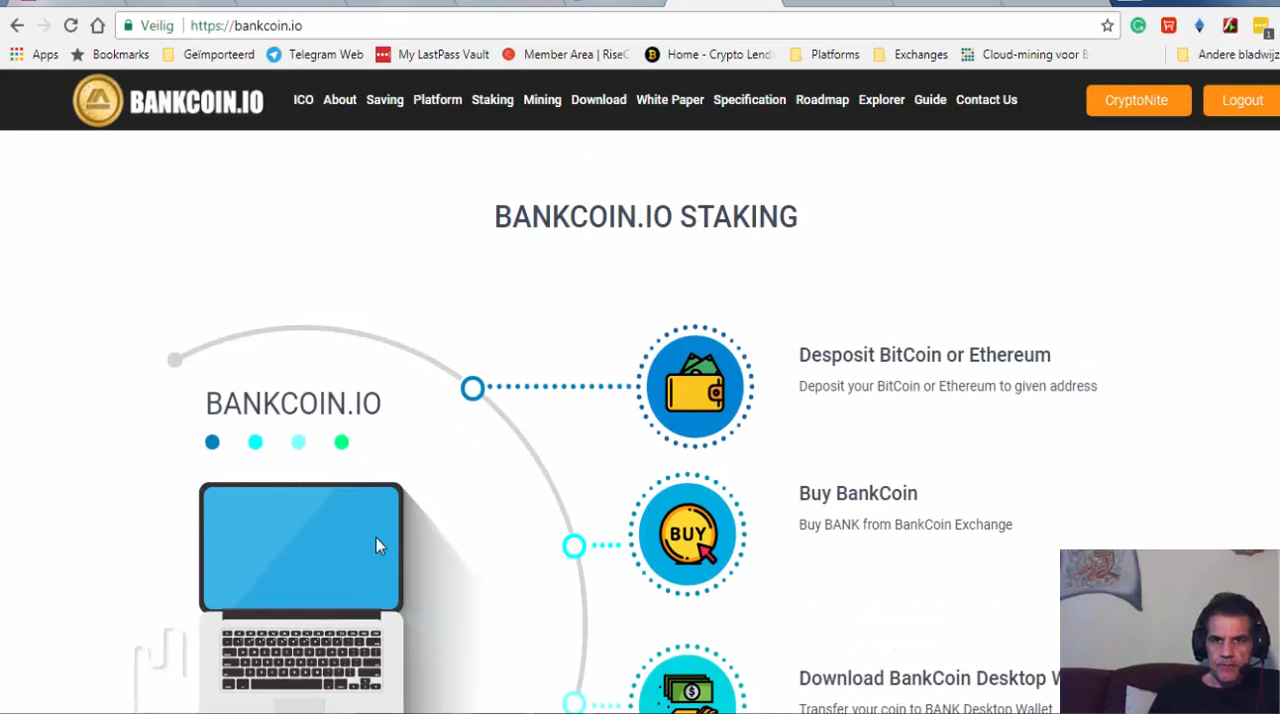 Veilig https://bankcoin.io
Apps Bookmarks Geïmporteerd Telegram Web My LastPass Vault Member Area | RiseC Home - Crypto Lend Platforms Exchanges Cloud-mining voor B Andere bladwijz
1
BANKCOIN.IO ICO About Saving Platform Staking Mining Download White Paper Specification Roadmap Explorer Guide Contact Us CryptoNite Logout
BANKCOIN.IO STAKING
Desposit BitCoin or Ethereum
Deposit your BitCoin or Ethereum to given address
BANKCOIN.IO
Buy BankCoin
Buy BANK from BankCoin Exchange
BUY
Download BankCoin Desktop W
Transfer your coin to BANK Desktop Wallet